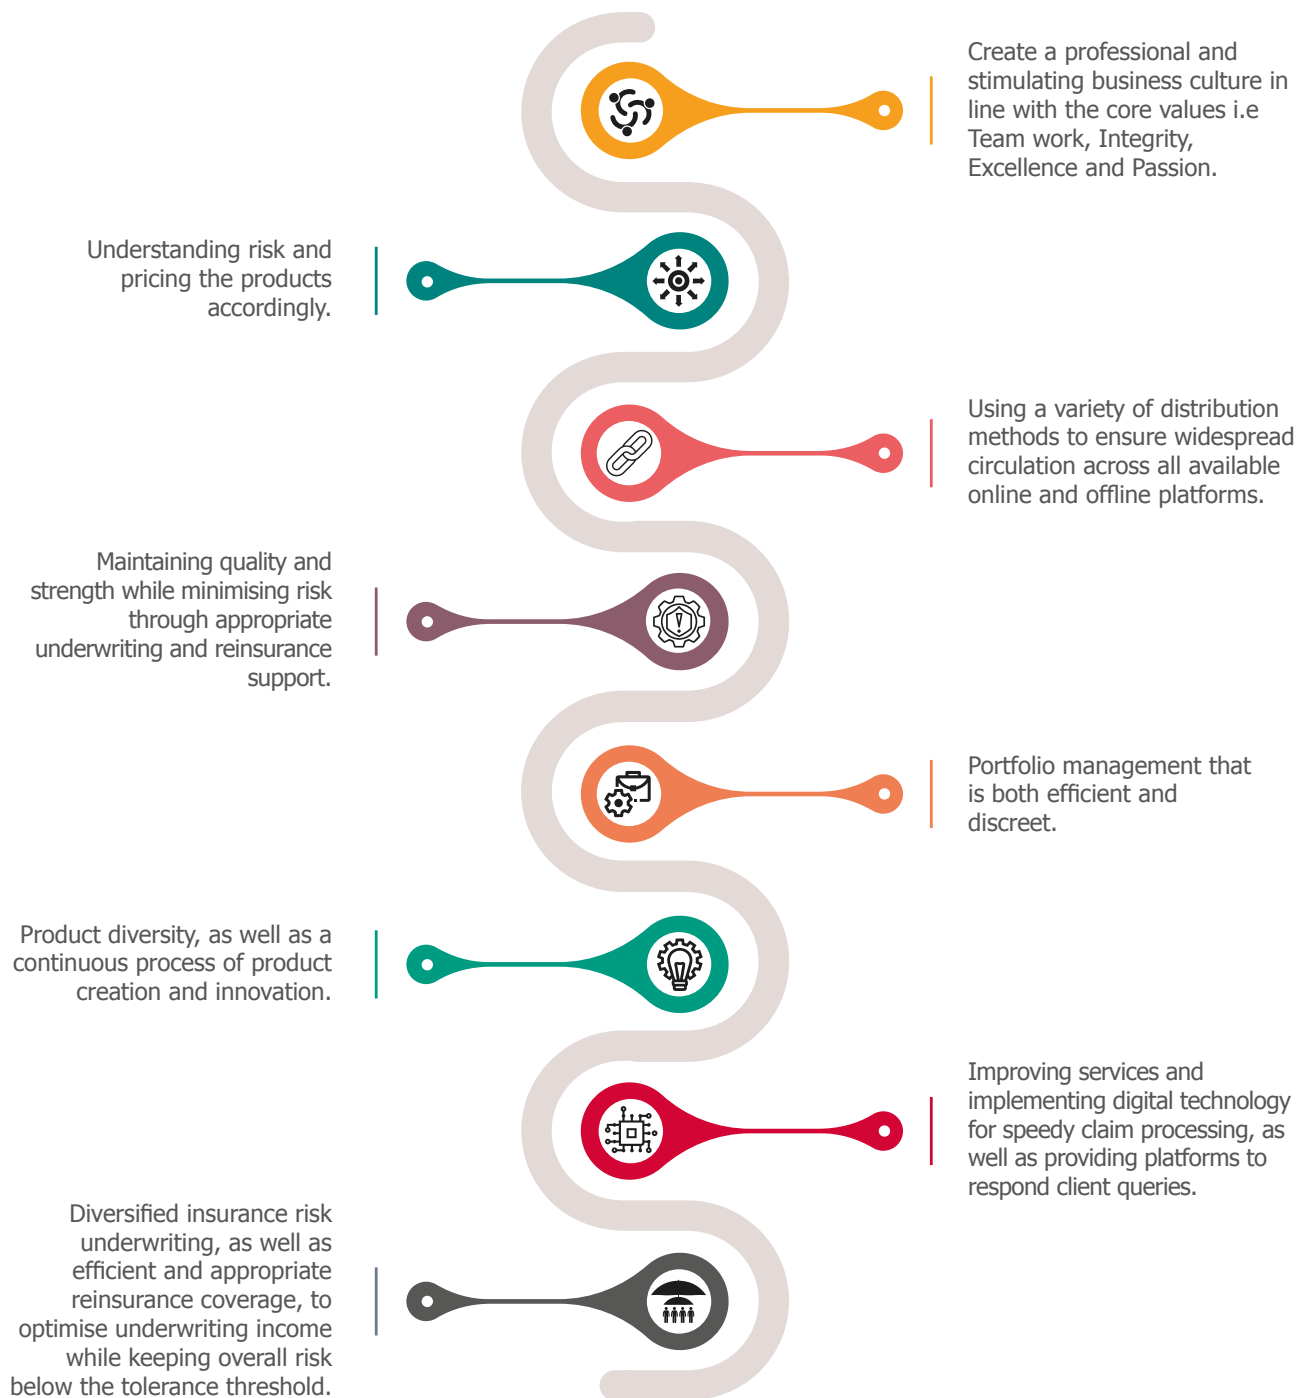 Create a professional and
stimulating business culture in
line with the core values i.e
Team work, Integrity,
Excellence and Passion.
Understanding risk and
pricing the products
accordingly.
Using a variety of distribution
methods to ensure widespread
circulation across all available
online and offline platforms.
Maintaining quality and
strength while minimising risk
through appropriate
underwriting and reinsurance
support.
Portfolio management that
is both efficient and
discreet.
Product diversity, as well as a
continuous process of product
creation and innovation.
Improving services and
implementing digital technology
for speedy claim processing, as
well as providing platforms to
respond client queries.
Diversified insurance risk
underwriting, as well as
efficient and appropriate
reinsurance coverage, to
optimise underwriting income
while keeping overall risk
below the tolerance threshold.